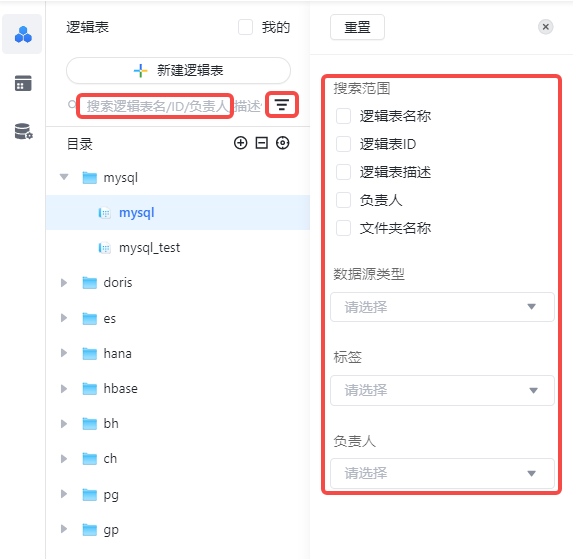 逻辑表
我的
新建逻辑表
搜索逻辑表名/ID/负责人 描述
目录
mysql
mysql
mysql_test
doris
es
hana
hbase
bh
ch
pg
gp
重置
搜索范围
逻辑表名称
逻辑表ID
逻辑表描述
负责人
文件夹名称
数据源类型
请选择
标签
请选择
负责人
请选择